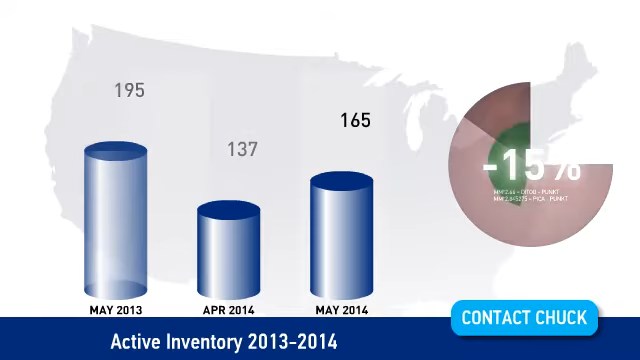 195
137
165
-15%
MAY 2013
APR 2014
MAY 2014
CONTACT CHUCK
Active Inventory 2013-2014